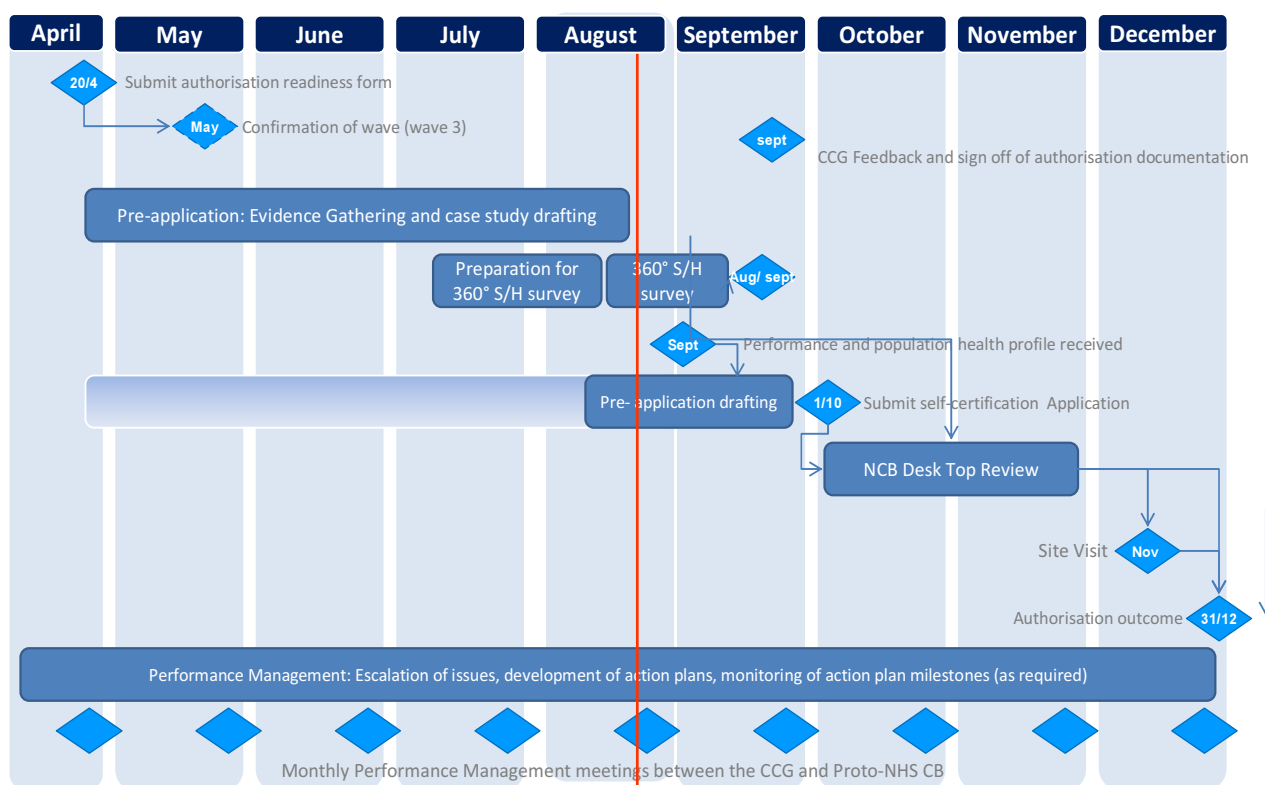 April
May
June
July
August
September
October
November
December
20/4
Submit authorisation readiness form
May
Confirmation of wave (wave 3)
sept
CCG Feedback and sign off of authorisation documentation
Pre-application: Evidence Gathering and case study drafting
Preparation for
360° S/H survey
360° S/H
survey
Aug/ sept
Sept
Performance and population health profile received
Pre- application drafting
1/10
Submit self-certification Application
NCB Desk Top Review
Site Visit
Nov
Authorisation outcome
31/12
Performance Management: Escalation of issues, development of action plans, monitoring of action plan milestones (as required)
Monthly Performance Management meetings between the CCG and Proto-NHS CB